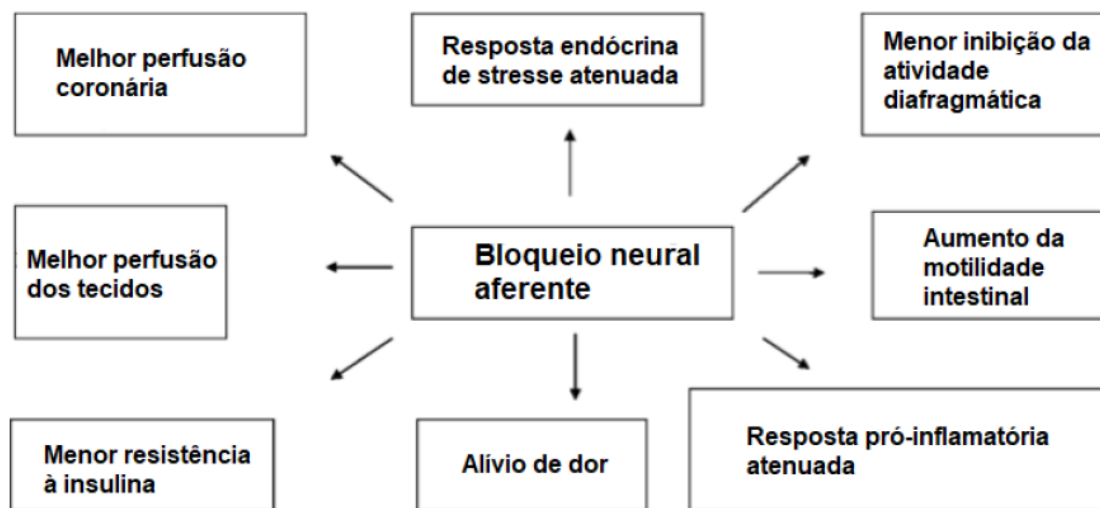 Melhor perfusão
coronária
Resposta endócrina
de stresse atenuada
Menor inibição da
atividade
diafragmática
Melhor perfusão
dos tecidos
Bloqueio neural
aferente
Aumento da
motilidade
intestinal
Menor resistência
à insulina
Alívio de dor
Resposta pró-inflamatória
atenuada